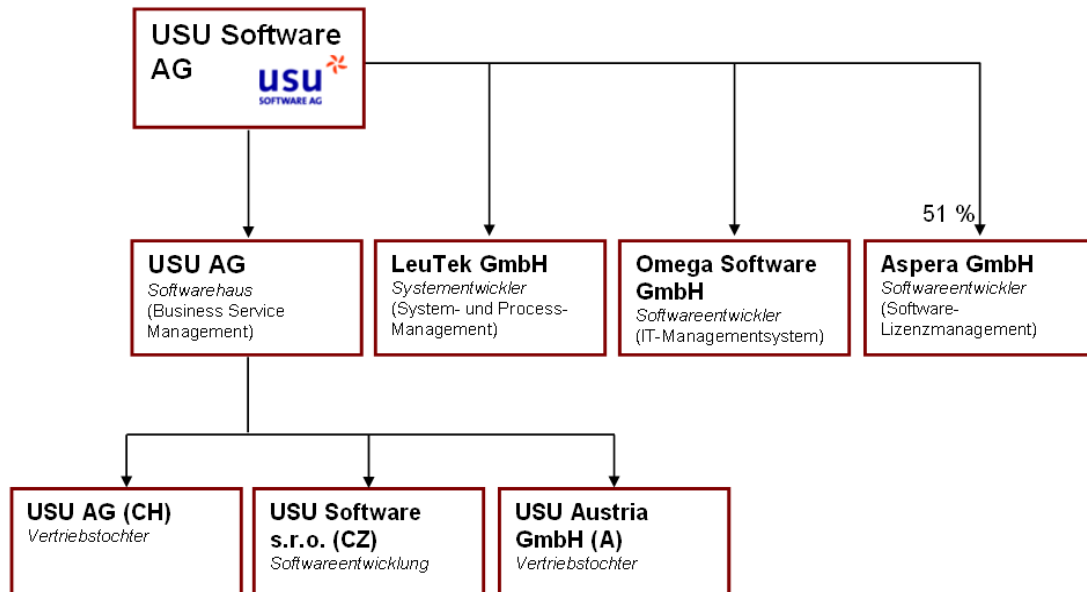 USU Software
AG
usu
SOFTWARE AG
51 %
USU AG
Softwarehaus
(Business Service
Management)
LeuTek GmbH
Systementwickler
(System- und Process-
Management)
Omega Software
GmbH
Softwareentwickler
(IT-Managementsystem)
Aspera GmbH
Softwareentwickler
(Software-
Lizenzmanagement)
USU AG (CH)
Vertriebstochter
USU Software
s.r.o. (CZ)
Softwareentwicklung
USU Austria
GmbH (A)
Vertriebstochter